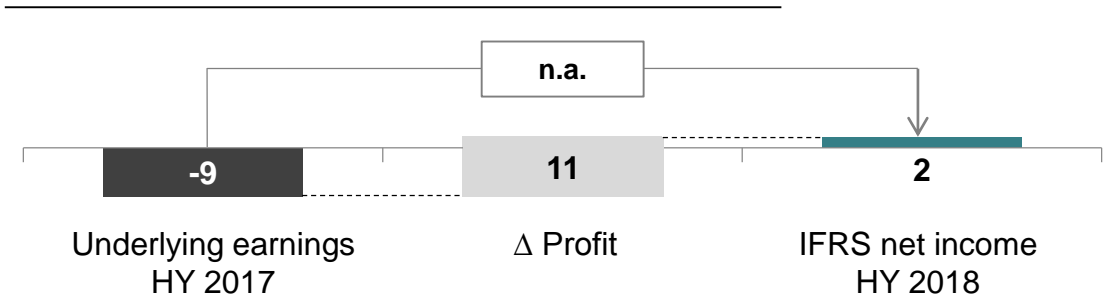 n.a.
-9
11
2
Underlying earnings
HY 2017
Δ Profit
IFRS net income
HY 2018